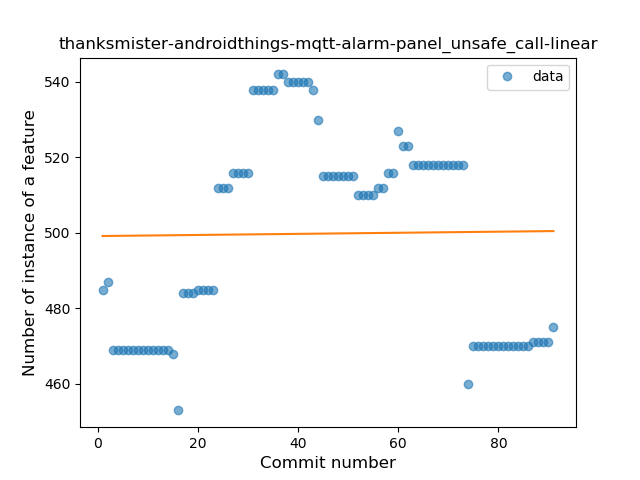 thanksmister-androidthings-mqtt-alarm-panel_unsafe_call-linear
data
Number of instance of a feature
540
520
500
480
460
0 20 40 60 80
Commit number